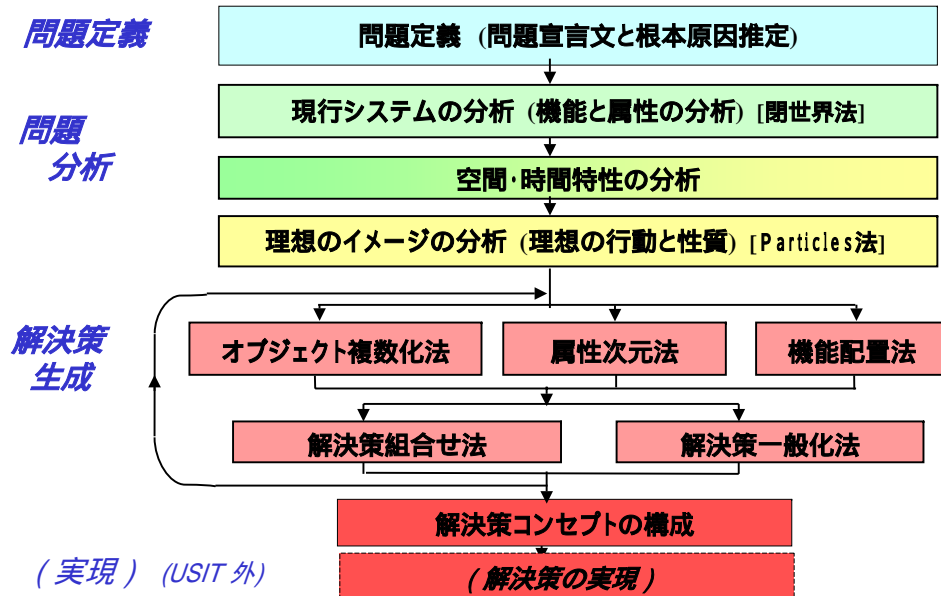 問題定義
問題定義 (問題宣言文と根本原因推定)
問題
分析
現行システムの分析 (機能と属性の分析) [閉世界法]
空間・時間特性の分析
理想のイメージの分析 (理想の行動と性質) [Particles法]
解決策
生成
オブジェクト複数化法
属性次元法
機能配置法
解決策組合せ法
解決策一般化法
解決策コンセプトの構成
(実現) (USIT 外)
(解決策の実現)